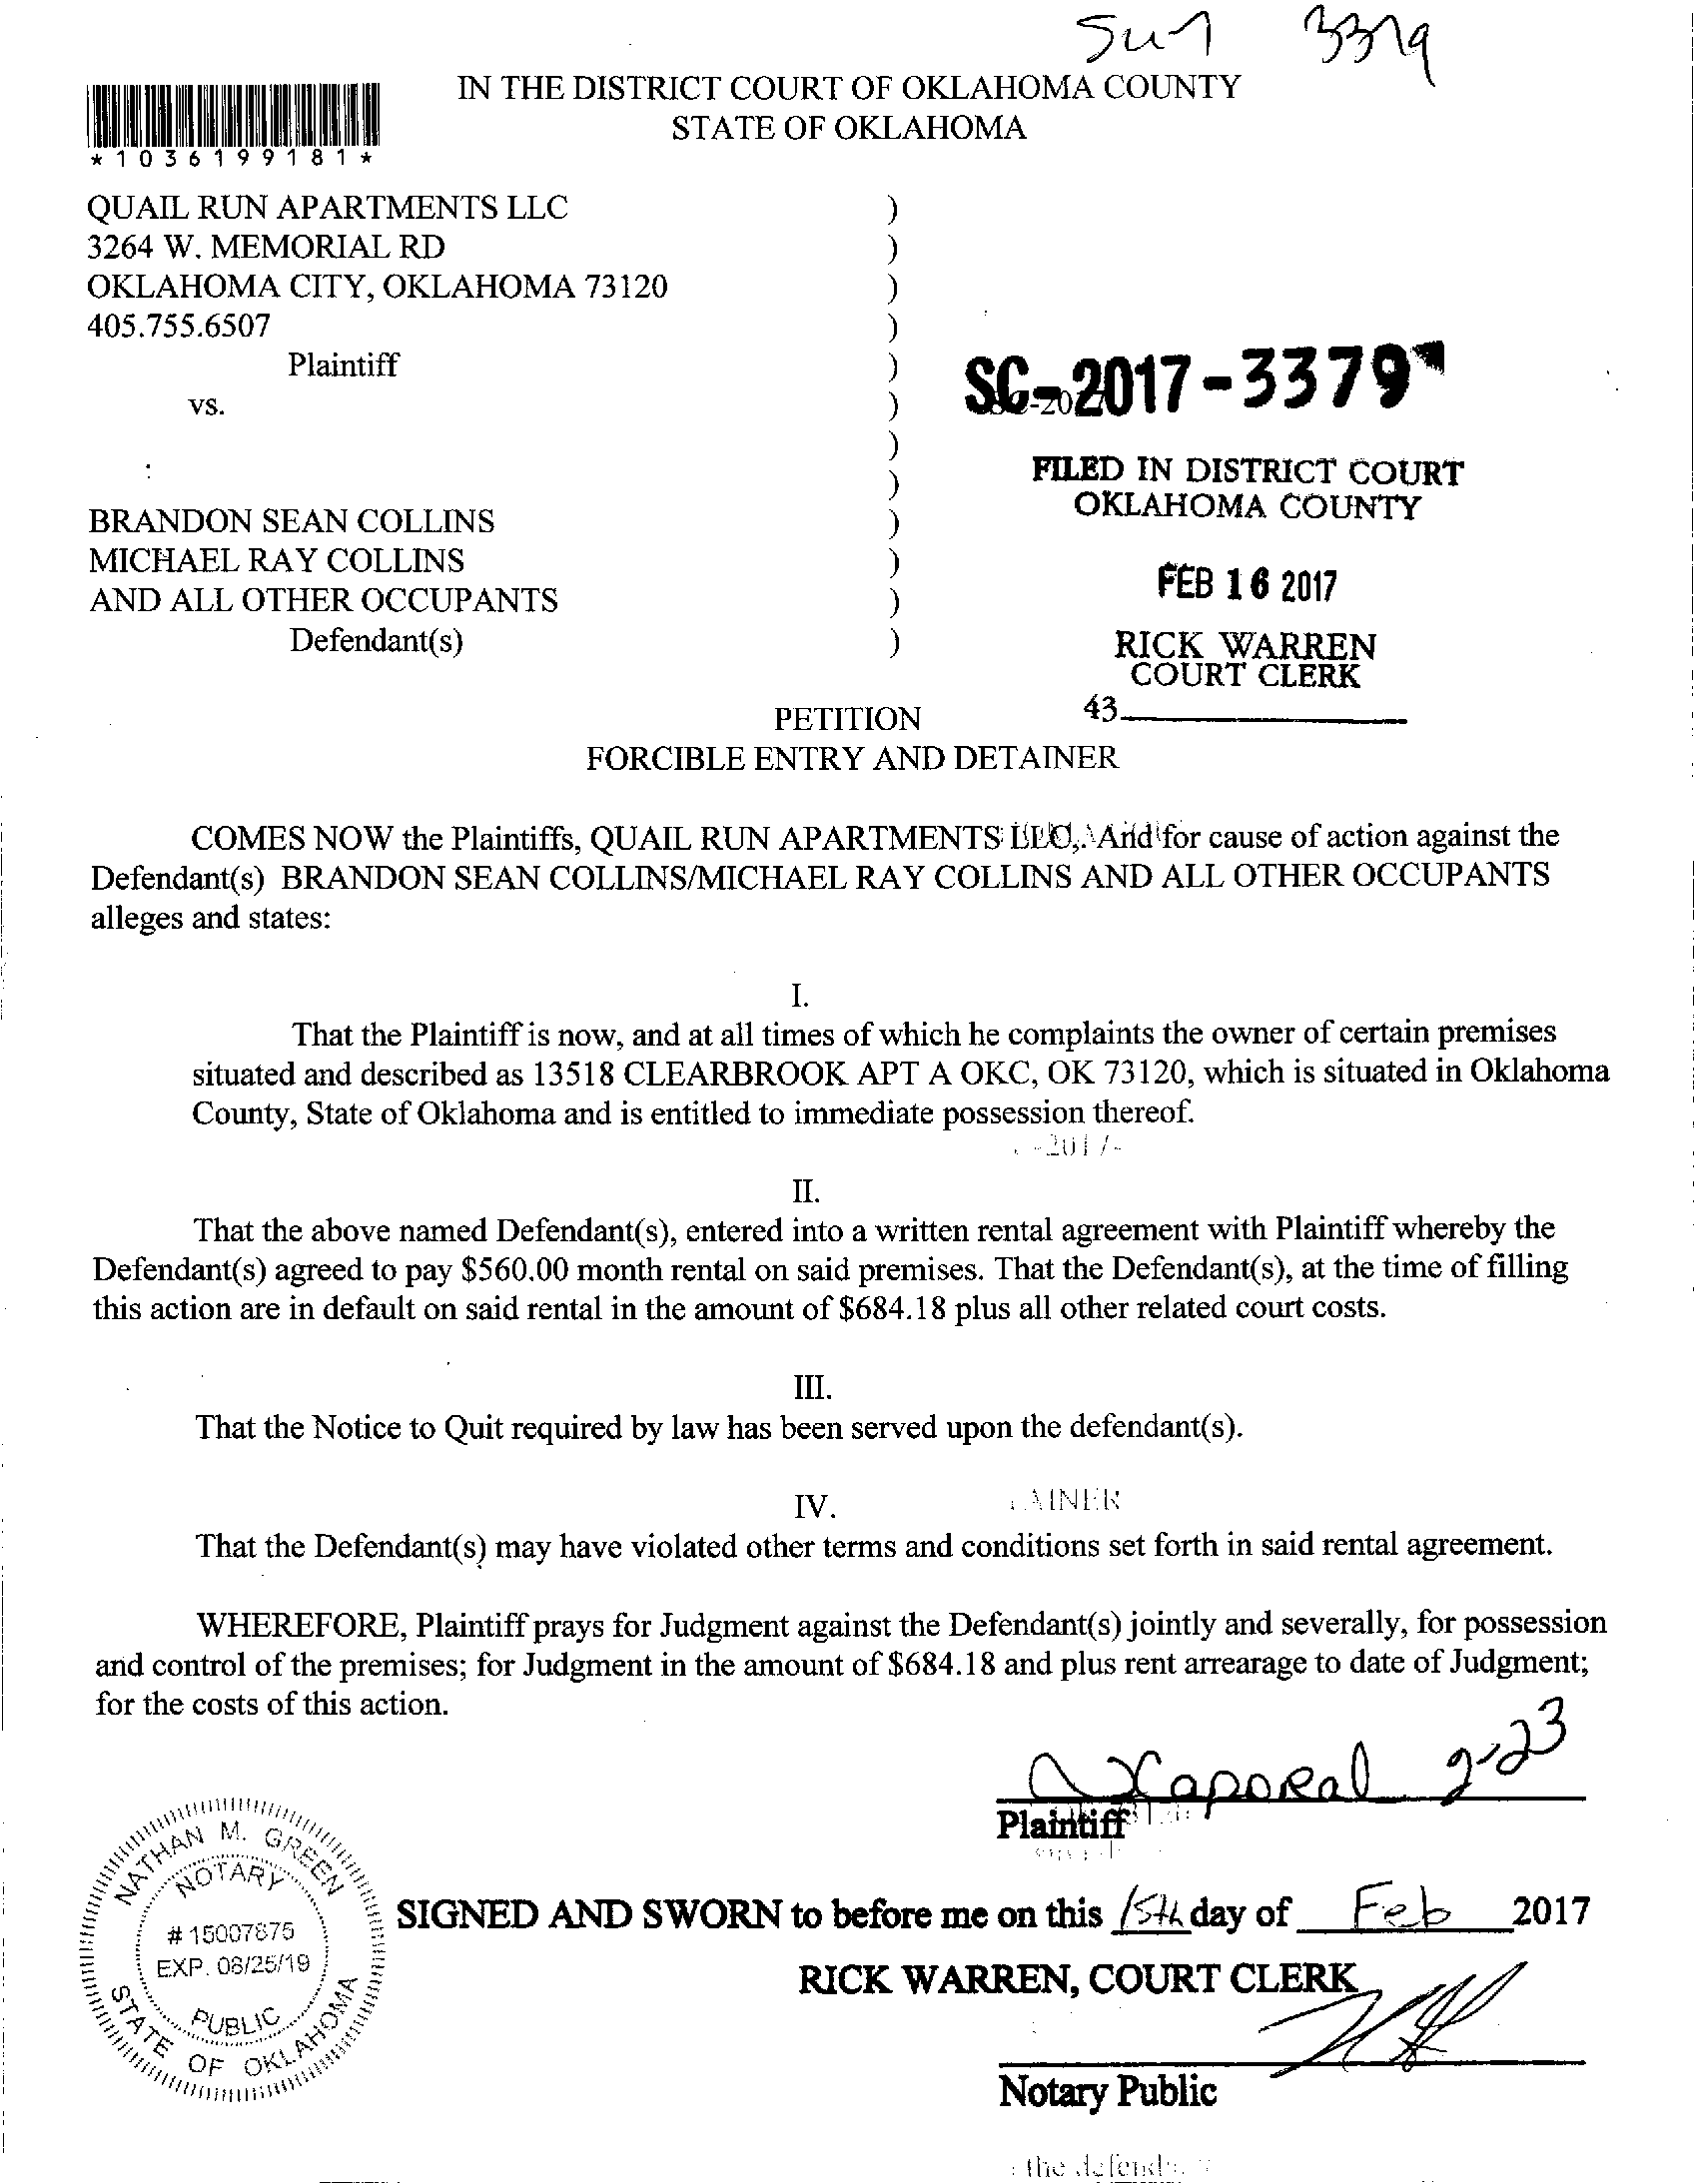 3379
IN THE DISTRICT COURT OF OKLAHOMA COUNTY
STATE OF OKLAHOMA
*1036199181*
QUAIL RUN APARTMENTS LLC )
3264 W. MEMORIAL RD )
OKLAHOMA CITY, OKLAHOMA 73120 )
405.755.6507 )
Plaintiff )
vs. )
)
)
SC-2017-3379
FILED IN DISTRICT COURT
OKLAHOMA COUNTY
BRANDON SEAN COLLINS )
MICHAEL RAY COLLINS )
AND ALL OTHER OCCUPANTS )
Defendant(s) )
FEB 16 2017
RICK WARREN
COURT CLERK
43
PETITION
FORCIBLE ENTRY AND DETAINER
COMES NOW the Plaintiffs, QUAIL RUN APARTMENTS LLC,. And for cause of action against the
Defendant(s) BRANDON SEAN COLLINS/MICHAEL RAY COLLINS AND ALL OTHER OCCUPANTS
alleges and states:
I.
That the Plaintiff is now, and at all times of which he complaints the owner of certain premises
situated and described as 13518 CLEARBROOK APT A OKC, OK 73120, which is situated in Oklahoma
County, State of Oklahoma and is entitled to immediate possession thereof.
-2017-
II.
That the above named Defendant(s), entered into a written rental agreement with Plaintiff whereby the
Defendant(s) agreed to pay $560.00 month rental on said premises. That the Defendant(s), at the time of filling
this action are in default on said rental in the amount of $684.18 plus all other related court costs.
III.
That the Notice to Quit required by law has been served upon the defendant(s).
IV.
AINER
That the Defendant(s) may have violated other terms and conditions set forth in said rental agreement.
WHEREFORE, Plaintiff prays for Judgment against the Defendant(s) jointly and severally, for possession
and control of the premises; for Judgment in the amount of $684.18 and plus rent arrearage to date of Judgment;
for the costs of this action.
Caporal 2-23
Plaintiff
NATHAN M. GREEN
NOTARY
# 15007875
EXP. 08/25/19
PUBLIC
STATE OF OKLAHOMA
SIGNED AND SWORN to before me on this 15th day of Feb 2017
RICK WARREN, COURT CLERK
Notary Public
the defend